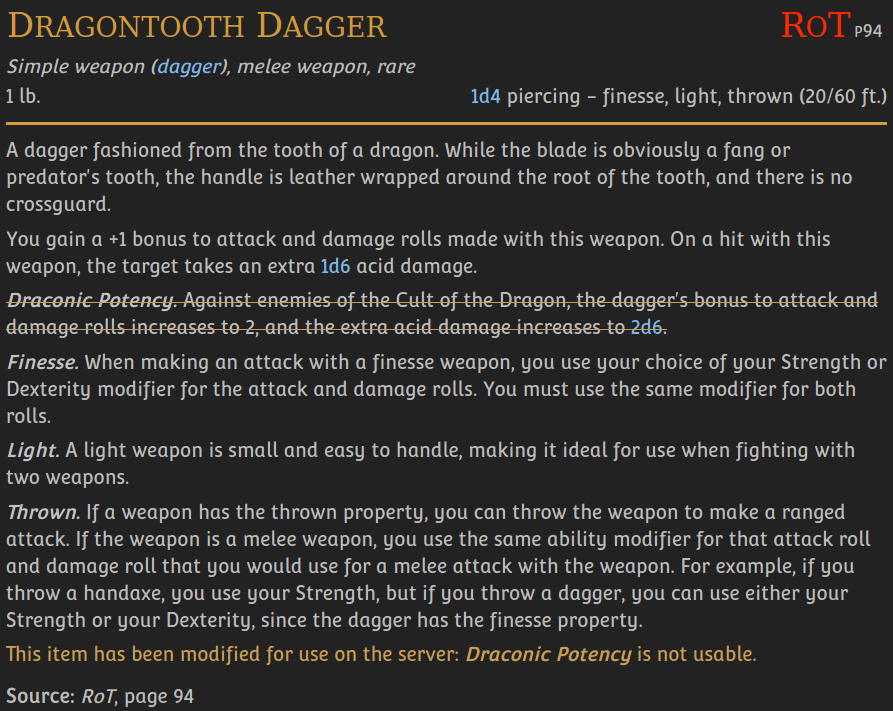 Dragontooth Dagger RoT P94
Simple weapon (dagger), melee weapon, rare
1 lb. 1d4 piercing – finesse, light, thrown (20/60 ft.)
A dagger fashioned from the tooth of a dragon. While the blade is obviously a fang or
predator's tooth, the handle is leather wrapped around the root of the tooth, and there is no
crossguard.
You gain a +1 bonus to attack and damage rolls made with this weapon. On a hit with this
weapon, the target takes an extra 1d6 acid damage.
Draconic Potency. Against enemies of the Cult of the Dragon, the dagger's bonus to attack and
damage rolls increases to 2, and the extra acid damage increases to 2d6.
Finesse. When making an attack with a finesse weapon, you use your choice of your Strength or
Dexterity modifier for the attack and damage rolls. You must use the same modifier for both
rolls.
Light. A light weapon is small and easy to handle, making it ideal for use when fighting with
two weapons.
Thrown. If a weapon has the thrown property, you can throw the weapon to make a ranged
attack. If the weapon is a melee weapon, you use the same ability modifier for that attack roll
and damage roll that you would use for a melee attack with the weapon. For example, if you
throw a handaxe, you use your Strength, but if you throw a dagger, you can use either your
Strength or your Dexterity, since the dagger has the finesse property.
This item has been modified for use on the server: Draconic Potency is not usable.
Source: RoT, page 94